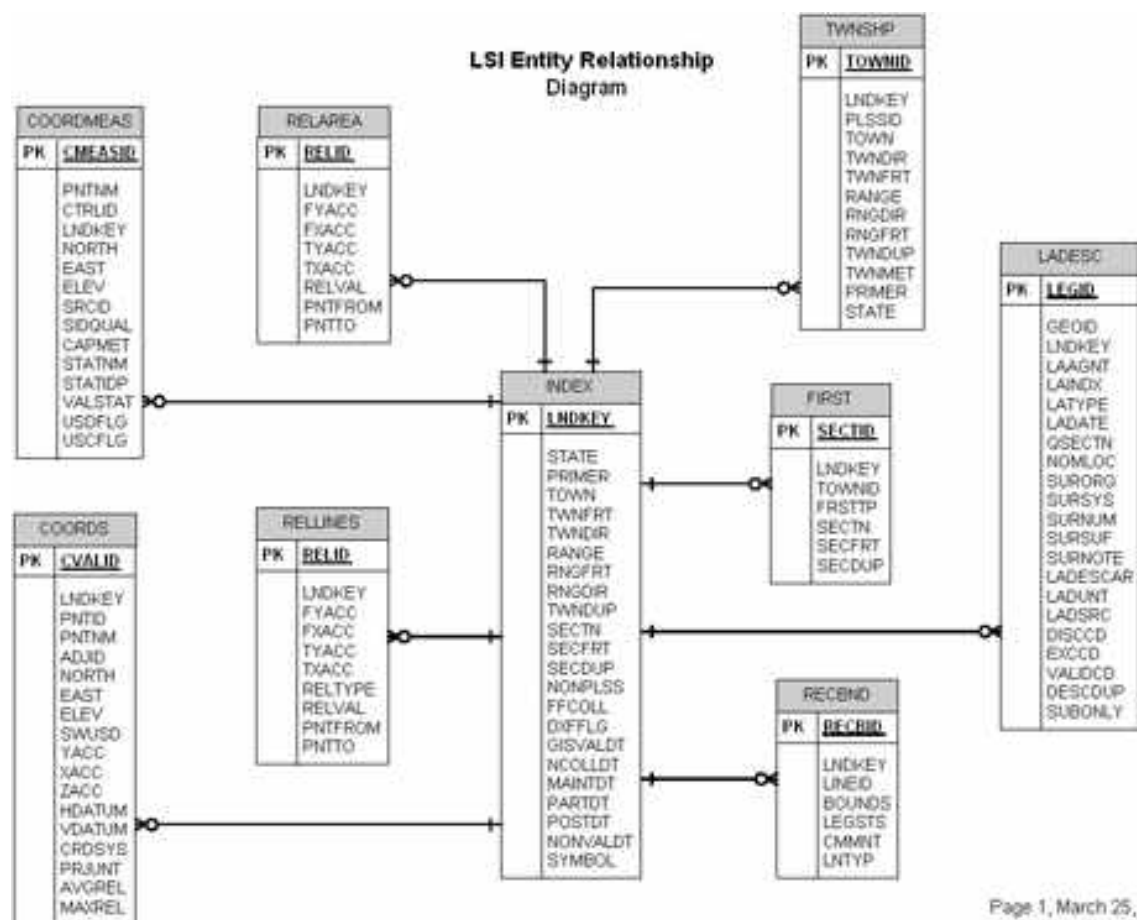 LSI Entity Relationship
Diagram
TWNSHP
PK TOWNID
LNDKEY
PLSSID
TOWN
TWNDIR
TWNFRT
RANGE
RNGDIR
RNGFRT
TWNDUP
TWNMET
PRIMER
STATE
COORDMEAS
PK CMEASID
PNTNM
CTRLID
LNDKEY
NORTH
EAST
ELEV
SRCID
SIDQUAL
CAPMET
STATNM
STATIDP
VALSTAT
USDFLG
USCFLG
RELAREA
PK RELID
LNDKEY
FYACC
FXACC
TYACC
TXACC
RELVAL
PNTFROM
PNTTO
LADESC
PK LEGID
GEOID
LNDKEY
LAAGNT
LAINDX
LATYPE
LADATE
QSECTN
NOMLOC
SURORG
SURSYS
SURNUM
SURSUF
SURNOTE
LADESCAR
LADUNT
LADSRC
DISCCD
EXCCD
VALIDCD
DESCDUP
SUBONLY
INDEX
PK LNDKEY
STATE
PRIMER
TOWN
TWNFRT
TWNDIR
RANGE
RNGFRT
RNGDIR
TWNDUP
SECTN
SECFRT
SECDUP
NONPLSS
FFCOLL
DXFFLG
GISVALDT
NCOLLDT
MAINTDT
PARTDT
POSTDT
NONVALDT
SYMBOL
FIRST
PK SECTID
LNDKEY
TOWNID
FRSTTP
SECTN
SECFRT
SECDUP
COORDS
PK CVALID
LNDKEY
PNTID
PNTNM
ADJID
NORTH
EAST
ELEV
SWUSD
YACC
XACC
ZACC
HDATUM
VDATUM
CRDSYS
PRJUNT
AVGREL
MAXREL
RELLINES
PK RELID
LNDKEY
FYACC
FXACC
TYACC
TXACC
RELTYPE
RELVAL
PNTFROM
PNTTO
RECBND
PK RECBID
LNDKEY
LINEID
BOUNDS
LEGSTS
CMMNT
LNTYP
Page 1, March 25,